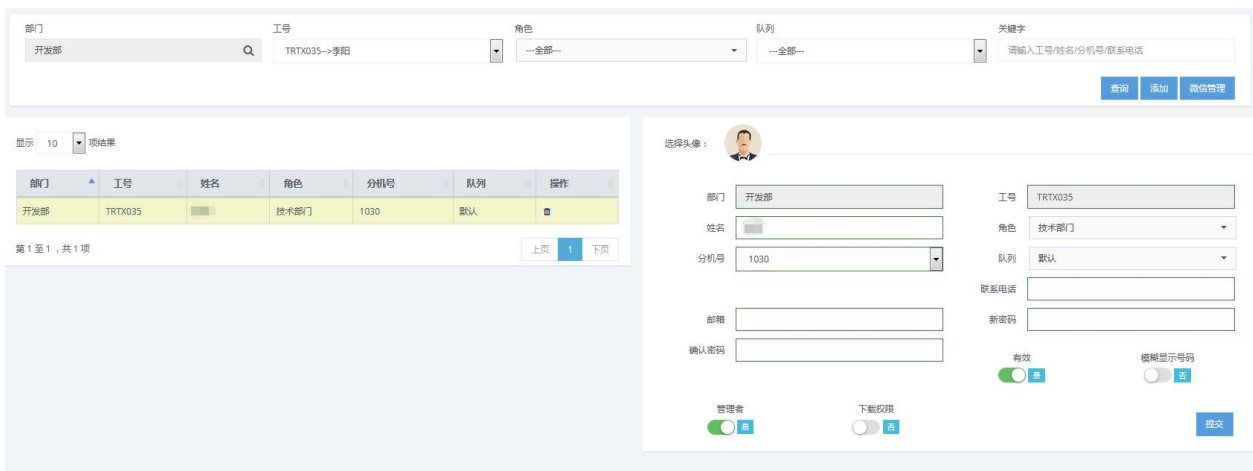 部门 工号 角色 队列 关键字
开发部 TRTX035-->李阳 ---全部--- ---全部--- 请输入工号/姓名/分机号/联系电话
查询 添加 微信管理
显示 10 项结果
部门 工号 姓名 角色 分机号 队列 操作
开发部 TRTX035 技术部门 1030 默认
第 1 至 1 ,共 1 项
上页 1 下页
选择头像：
部门 开发部 工号 TRTX035
姓名 角色 技术部门
分机号 1030 队列 默认
联系电话
邮箱 新密码
确认密码
有效 模糊显示号码
是 否
管理者 下载权限
是 否
提交